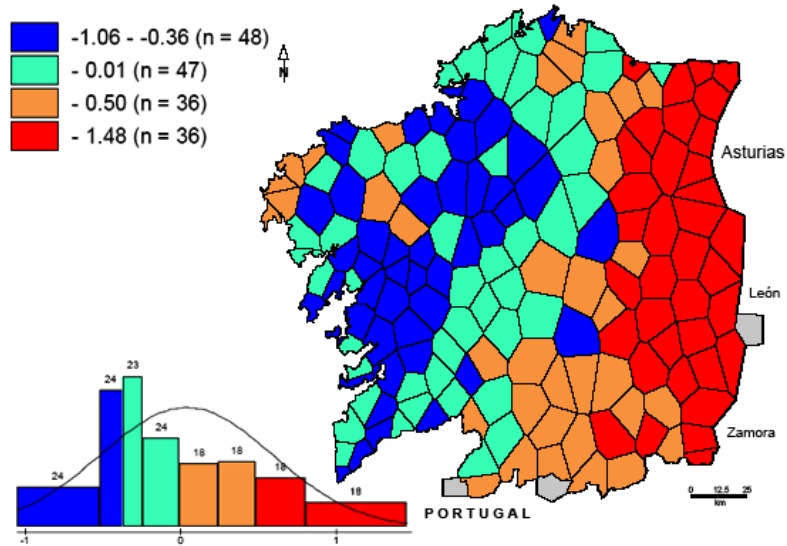 -1.06 - -0.36 (n = 48)
- 0.01 (n = 47)
- 0.50 (n = 36)
- 1.48 (n = 36)
N
Asturias
León
Zamora
0 12.5 25
km
PORTUGAL
24
24
23
24
18
18
18
18
-1 0 1